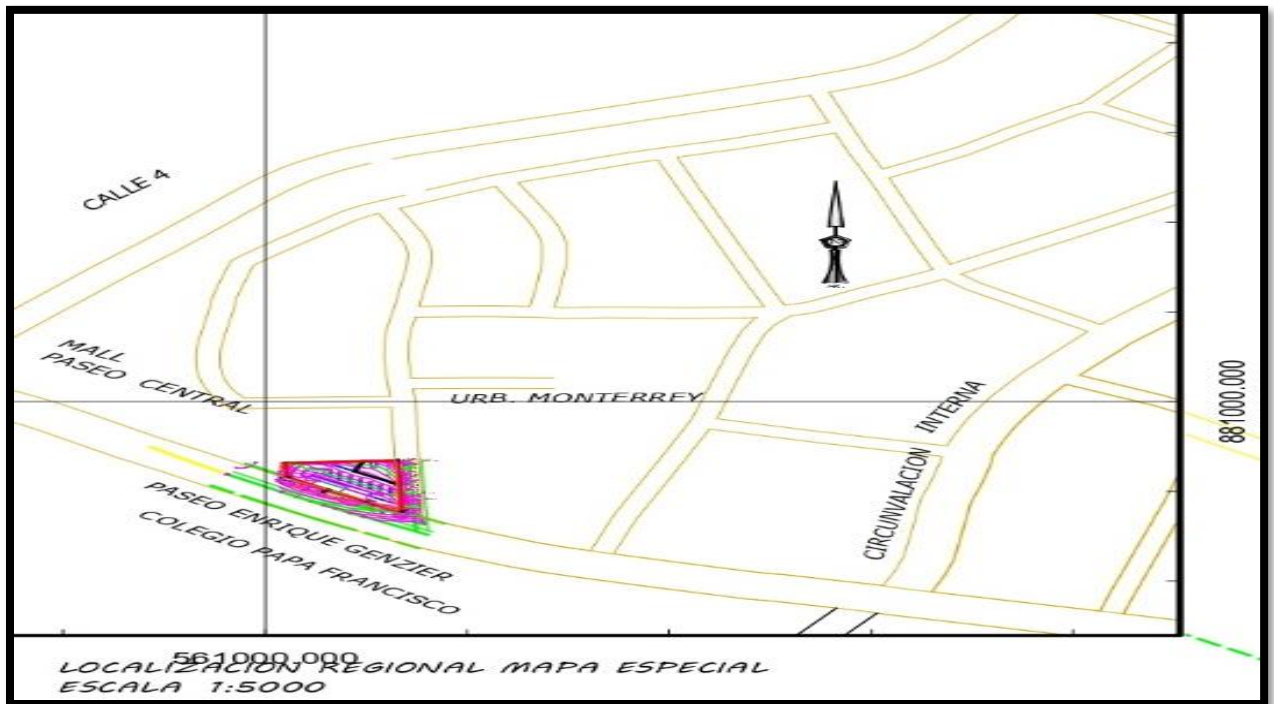 CALLE 4
MALL
PASEO CENTRAL
URB. MONTERREY
CIRCUNVALACION INTERNA
881000.000
PASEO ENRIQUE GENZIER
COLEGIO PAPA FRANCISCO
561000.000
LOCALIZACION REGIONAL MAPA ESPECIAL
ESCALA 1:5000